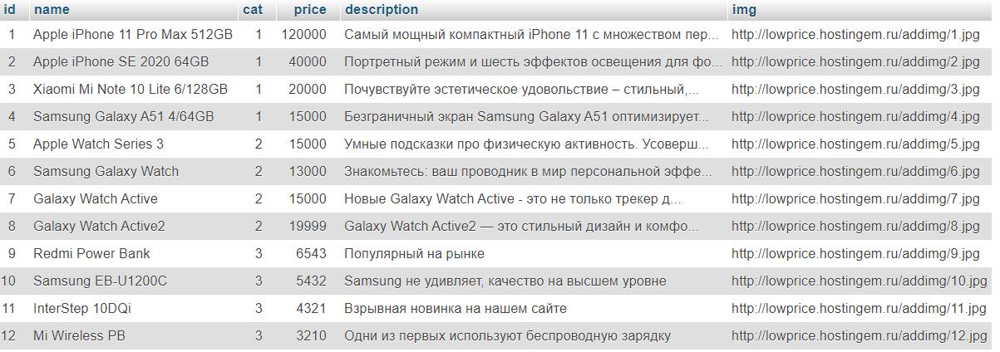 id name cat price description img
1 Apple iPhone 11 Pro Max 512GB 1 120000 Самый мощный компактный iPhone 11 с множеством пер... http://lowprice.hostingem.ru/addimg/1.jpg
2 Apple iPhone SE 2020 64GB 1 40000 Портретный режим и шесть эффектов освещения для фо... http://lowprice.hostingem.ru/addimg/2.jpg
3 Xiaomi Mi Note 10 Lite 6/128GB 1 20000 Почувствуйте эстетическое удовольствие – стильный,... http://lowprice.hostingem.ru/addimg/3.jpg
4 Samsung Galaxy A51 4/64GB 1 15000 Безграничный экран Samsung Galaxy A51 оптимизирует... http://lowprice.hostingem.ru/addimg/4.jpg
5 Apple Watch Series 3 2 15000 Умные подсказки про физическую активность. Усоверш... http://lowprice.hostingem.ru/addimg/5.jpg
6 Samsung Galaxy Watch 2 13000 Знакомьтесь: ваш проводник в мир персональной эффе... http://lowprice.hostingem.ru/addimg/6.jpg
7 Galaxy Watch Active 2 15000 Новые Galaxy Watch Active - это не только трекер д... http://lowprice.hostingem.ru/addimg/7.jpg
8 Galaxy Watch Active2 2 19999 Galaxy Watch Active2 — это стильный дизайн и комфо... http://lowprice.hostingem.ru/addimg/8.jpg
9 Redmi Power Bank 3 6543 Популярный на рынке http://lowprice.hostingem.ru/addimg/9.jpg
10 Samsung EB-U1200C 3 5432 Samsung не удивляет, качество на высшем уровне http://lowprice.hostingem.ru/addimg/10.jpg
11 InterStep 10DQi 3 4321 Взрывная новинка на нашем сайте http://lowprice.hostingem.ru/addimg/11.jpg
12 Mi Wireless PB 3 3210 Одни из первых используют беспроводную зарядку http://lowprice.hostingem.ru/addimg/12.jpg